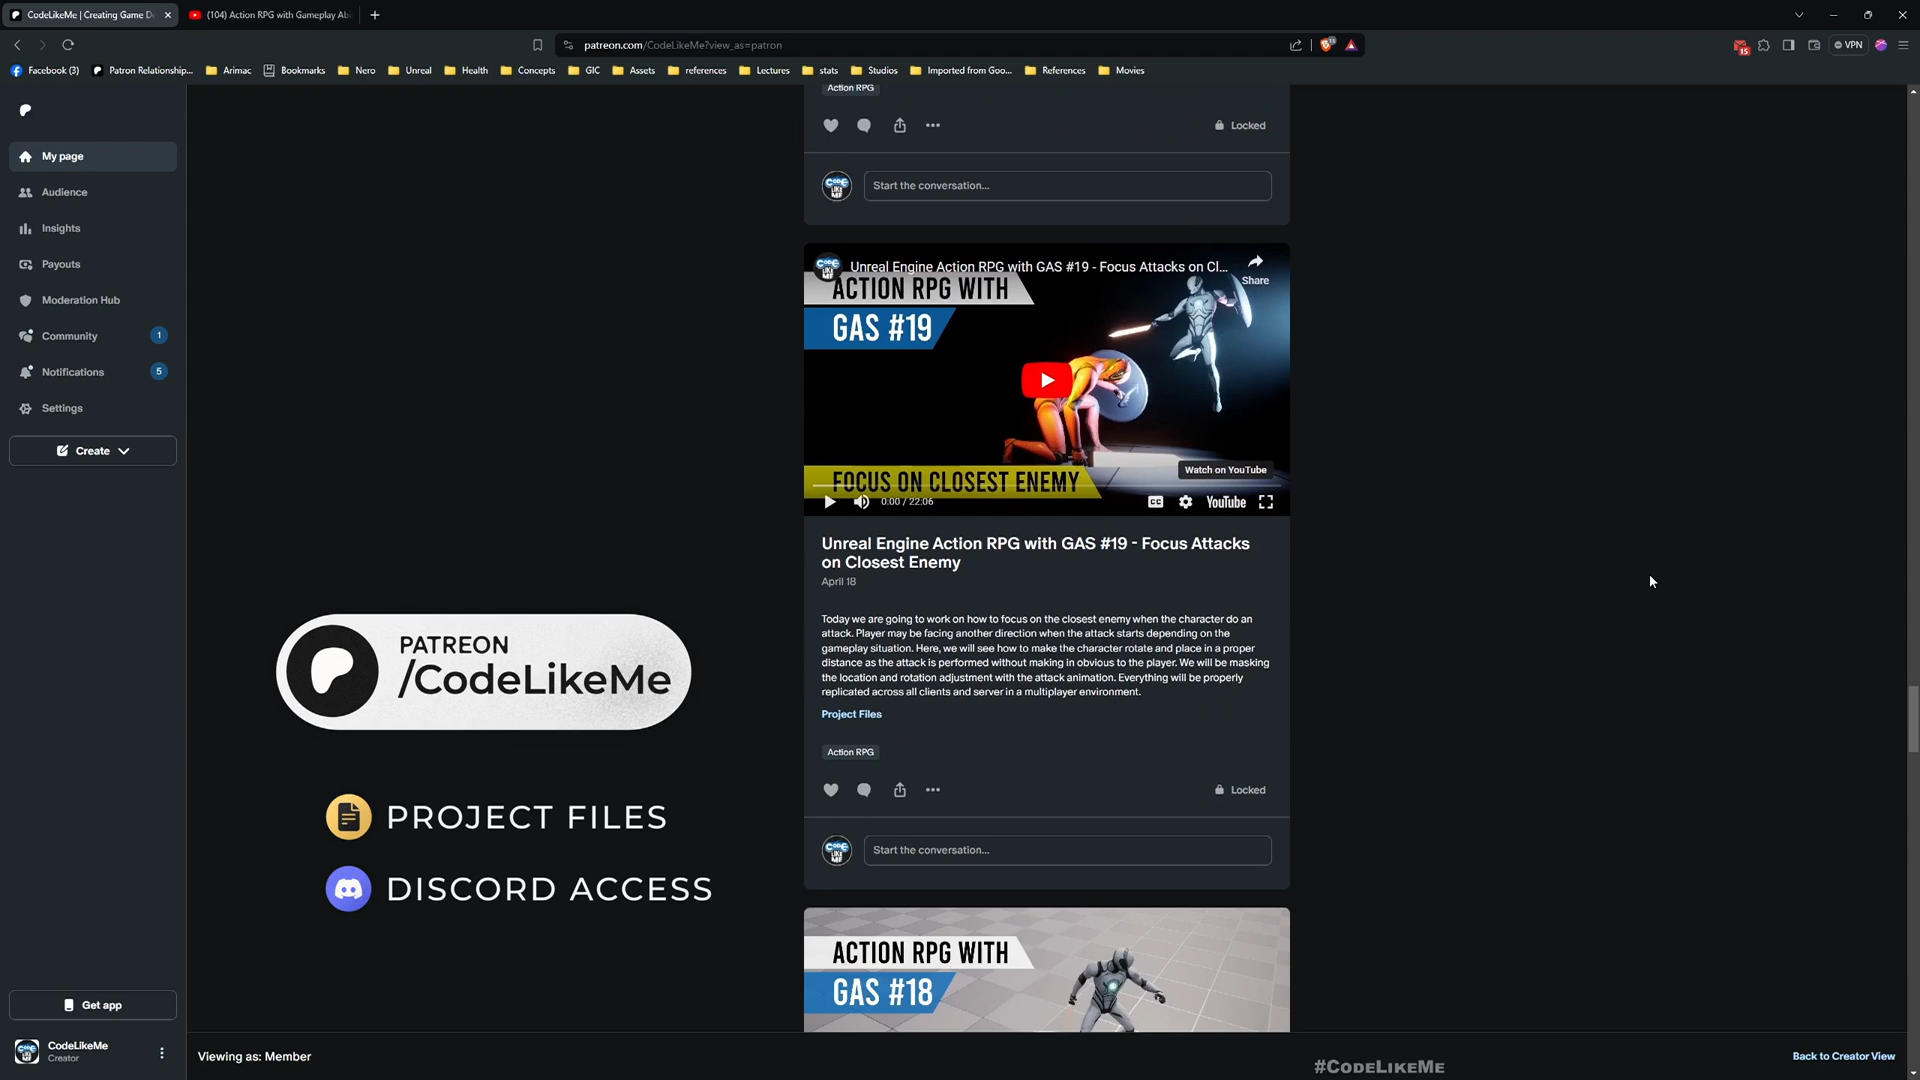 CodeLikeMe | Creating Game D
(104) Action RPG with Gameplay Abi
patreon.com/CodeLikeMe?view_as=patron
15
VPN
Facebook (3)
Patron Relationship...
Arimac
Bookmarks
Nero
Unreal
Health
Concepts
GIC
Assets
references
Lectures
stats
Studios
Imported from Goo...
References
Movies
My page
Audience
Insights
Payouts
Moderation Hub
Community 1
Notifications 5
Settings
Create
Action RPG
Locked
CODE LIKE ME
Start the conversation...
Unreal Engine Action RPG with GAS #19 - Focus Attacks on Cl...
Share
ACTION RPG WITH
GAS #19
FOCUS ON CLOSEST ENEMY
Watch on YouTube
0:00 / 22:06
CC
YouTube
Unreal Engine Action RPG with GAS #19 - Focus Attacks
on Closest Enemy
April 18
Today we are going to work on how to focus on the closest enemy when the character do an
attack. Player may be facing another direction when the attack starts depending on the
gameplay situation. Here, we will see how to make the character rotate and place in a proper
distance as the attack is performed without making in obvious to the player. We will be masking
the location and rotation adjustment with the attack animation. Everything will be properly
replicated across all clients and server in a multiplayer environment.
Project Files
Action RPG
Locked
CODE LIKE ME
Start the conversation...
ACTION RPG WITH
GAS #18
PATREON
/CodeLikeMe
PROJECT FILES
DISCORD ACCESS
Get app
CodeLikeMe
Creator
Viewing as: Member
#CodeLikeMe
Back to Creator View